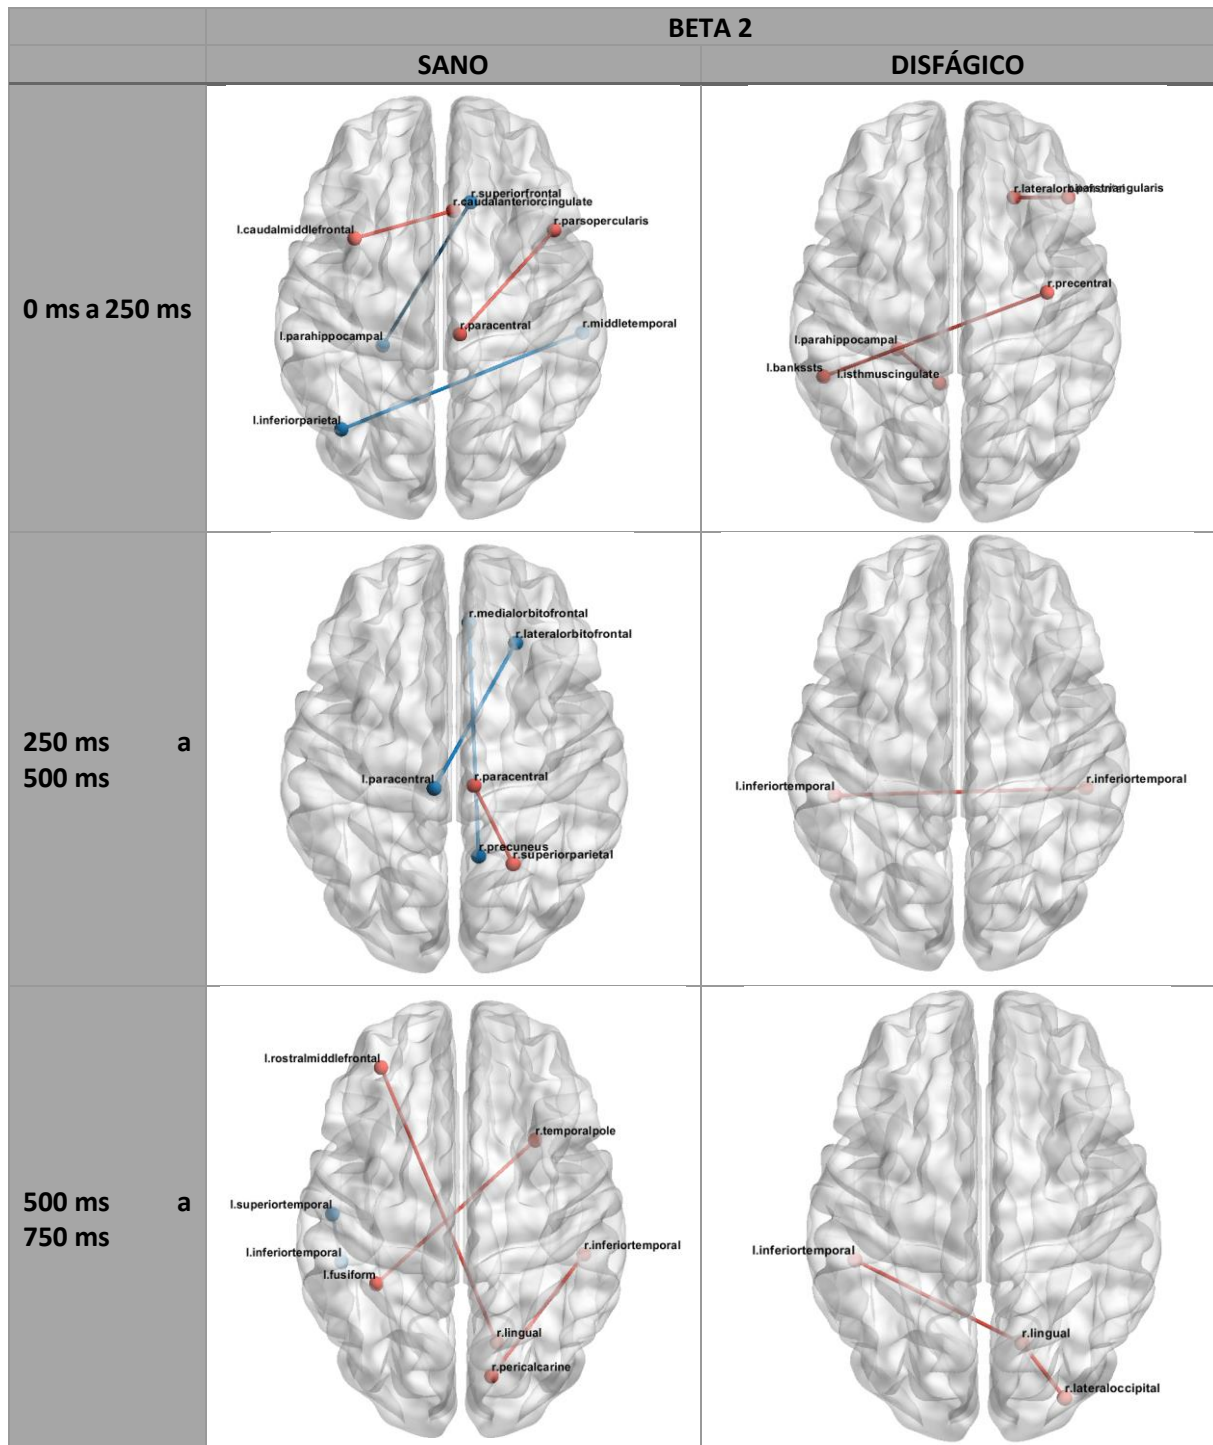 BETA 2
SANO
DISFÁGICO
0 ms a 250 ms
r.superiorfrontal
r.caudalanteriorcingulate
r.parsopercularis
l.caudalmiddlefrontal
r.paracentral
r.middletemporal
l.parahippocampal
l.inferiorparietal
r.precentral
l.parahippocampal
l.bankssts
l.isthmuscingulate
250 ms a
500 ms
r.medialorbitofrontal
r.lateralorbitofrontal
l.paracentral
r.paracentral
r.precuneus
r.superiorparietal
l.inferiortemporal
r.inferiortemporal
500 ms a
750 ms
l.rostralmiddlefrontal
r.temporalpole
l.superiortemporal
l.inferiortemporal
r.inferiortemporal
l.fusiform
r.lingual
r.pericalcarine
l.inferiortemporal
r.lingual
r.lateraloccipital